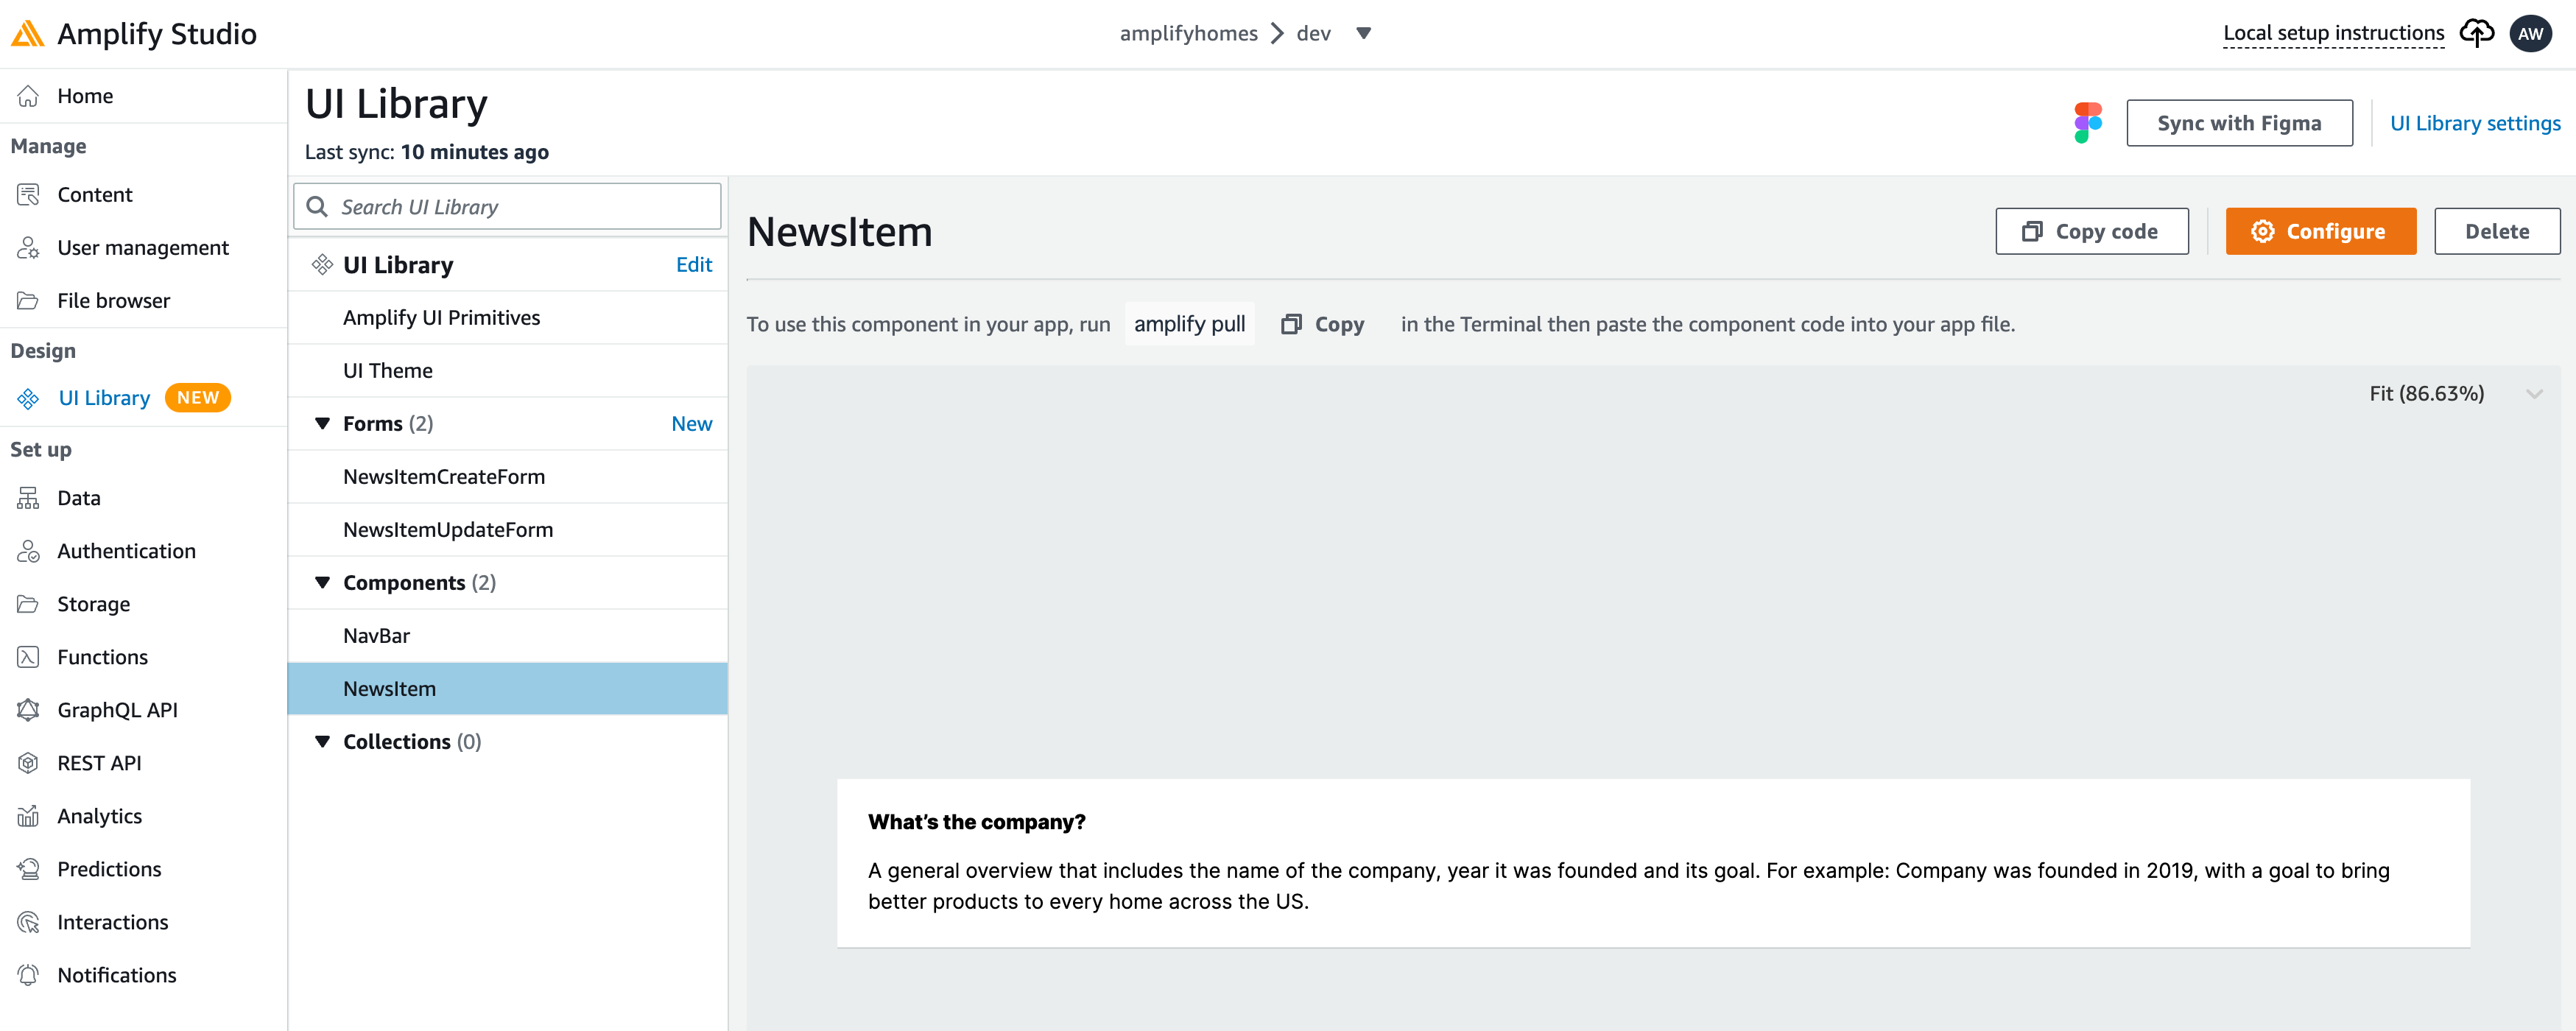 Amplify Studio
amplifyhomes > dev
Local setup instructions
AW
Home
Manage
Content
User management
File browser
Design
UI Library NEW
Set up
Data
Authentication
Storage
Functions
GraphQL API
REST API
Analytics
Predictions
Interactions
Notifications
UI Library
Last sync: 10 minutes ago
Sync with Figma
UI Library settings
Search UI Library
UI Library Edit
Amplify UI Primitives
UI Theme
Forms (2) New
NewsItemCreateForm
NewsItemUpdateForm
Components (2)
NavBar
NewsItem
Collections (0)
NewsItem
Copy code
Configure
Delete
To use this component in your app, run amplify pull Copy in the Terminal then paste the component code into your app file.
Fit (86.63%)
What's the company?
A general overview that includes the name of the company, year it was founded and its goal. For example: Company was founded in 2019, with a goal to bring
better products to every home across the US.